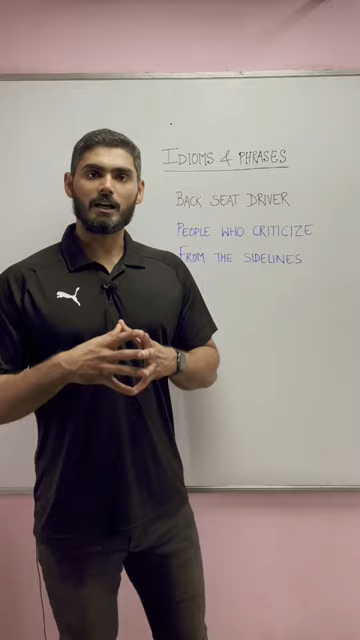 IDIOMS & PHRASES
BACK SEAT DRIVER
PEOPLE WHO CRITICIZE
FROM THE SIDELINES